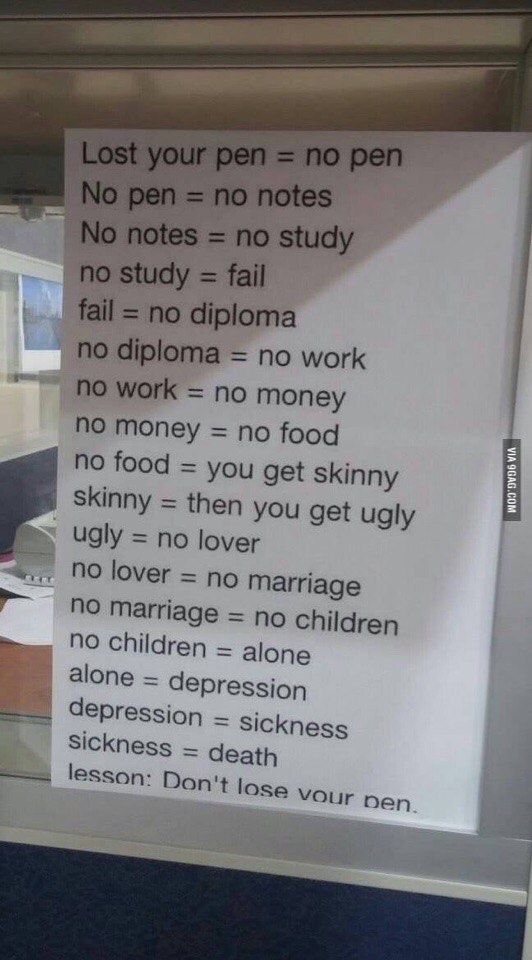 Lost your pen = no pen
No pen = no notes
No notes = no study
no study = fail
fail = no diploma
no diploma = no work
no work = no money
no money = no food
no food = you get skinny
skinny = then you get ugly
ugly = no lover
no lover = no marriage
no marriage = no children
no children = alone
alone = depression
depression = sickness
sickness = death
lesson: Don't lose your pen.
VIA 9GAG.COM